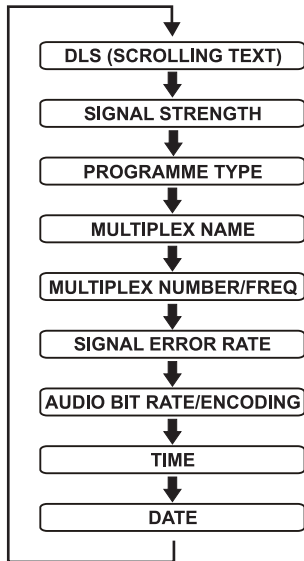 DLS (SCROLLING TEXT)
SIGNAL STRENGTH
PROGRAMME TYPE
MULTIPLEX NAME
MULTIPLEX NUMBER/FREQ
SIGNAL ERROR RATE
AUDIO BIT RATE/ENCODING
TIME
DATE